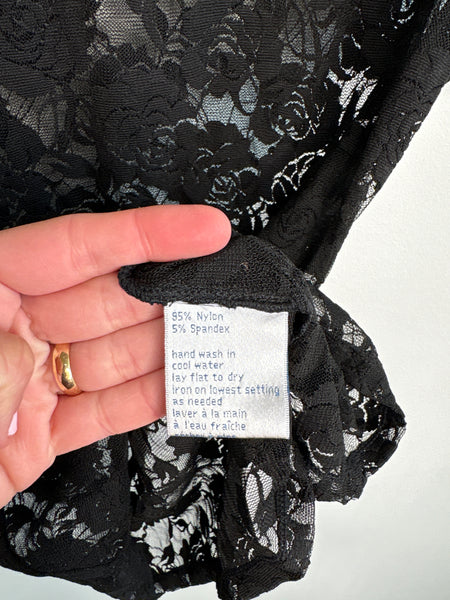 95% Nylon
5% Spandex
hand wash in
cool water
lay flat to dry
iron on lowest setting
as needed
laver à la main
à l'eau fraîche